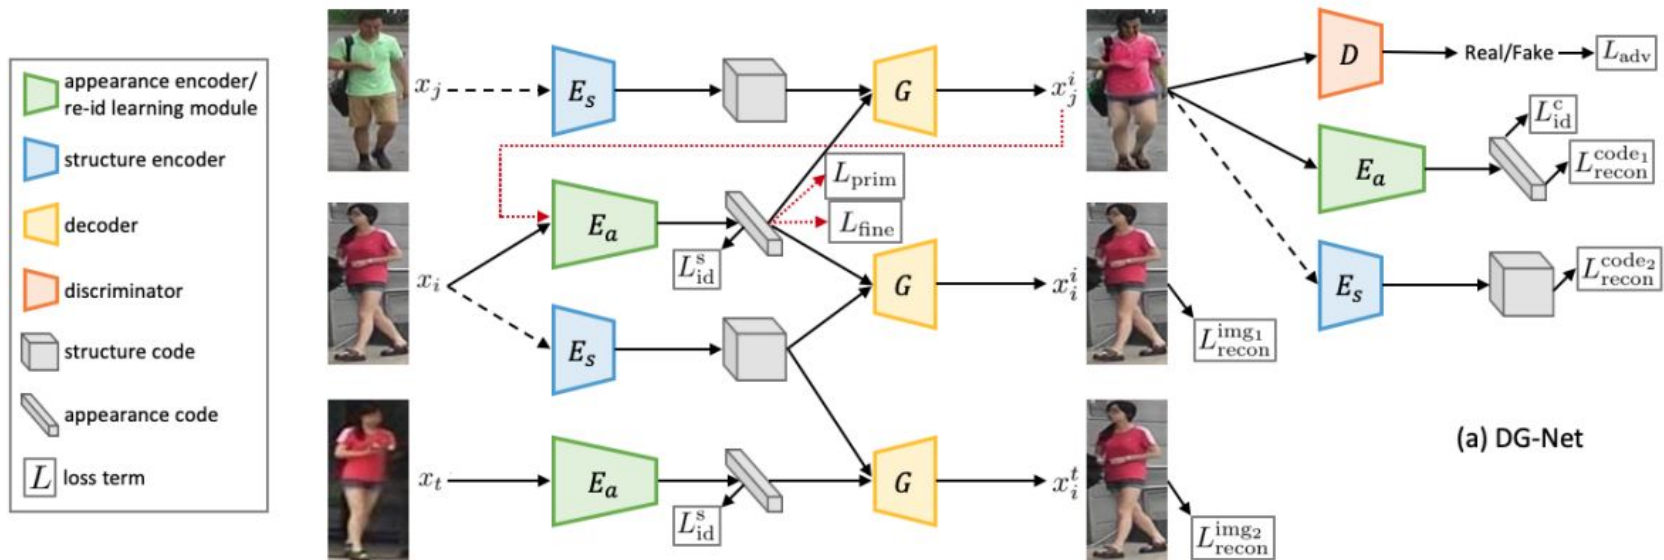 appearance encoder/
re-id learning module
structure encoder
decoder
discriminator
structure code
appearance code
L loss term
x_j
E_s
G
x_j^i
D
Real/Fake
L_adv
L_id^c
E_a
L_recon^code₁
L_prim
L_fine
E_a
L_id^s
x_i
G
x_i^i
E_s
L_recon^code₂
L_recon^img₁
E_s
x_t
E_a
L_id^s
G
x_i^t
L_recon^img₂
(a) DG-Net